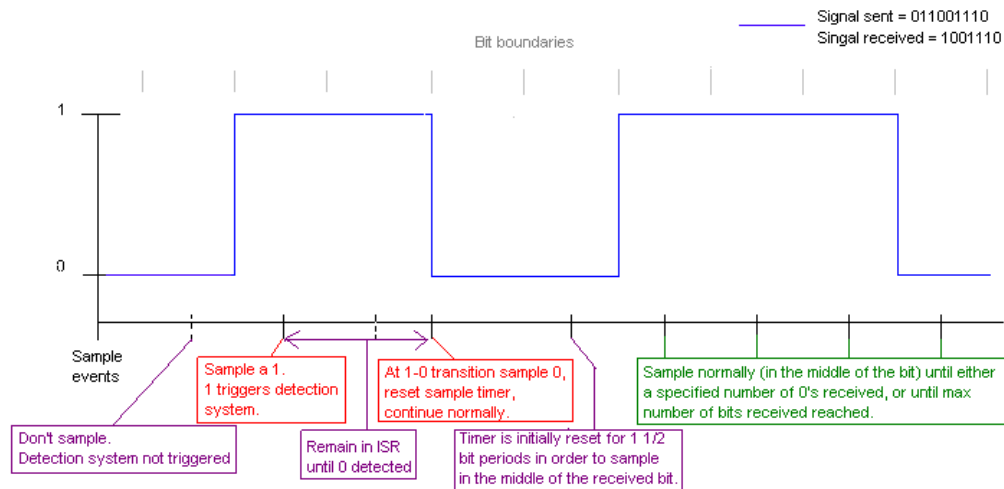 Signal sent = 011001110
Singal received = 1001110
Bit boundaries
1
0
Sample
events
Sample a 1.
1 triggers detection
system.
At 1-0 transition sample 0,
reset sample timer,
continue normally.
Sample normally (in the middle of the bit) until either
a specified number of 0's received, or until max
number of bits received reached.
Don't sample.
Detection system not triggered
Remain in ISR
until 0 detected
Timer is initially reset for 1 1/2
bit periods in order to sample
in the middle of the received bit.